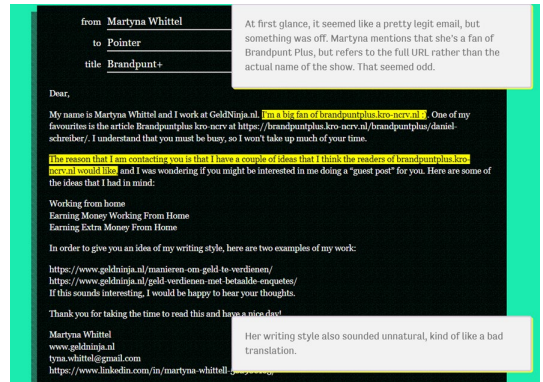 from Martyna Whittel
to Pointer
title Brandpunt+
At first glance, it seemed like a pretty legit email, but
something was off. Martyna mentions that she's a fan of
Brandpunt Plus, but refers to the full URL rather than the
actual name of the show. That seemed odd.
Dear,
My name is Martyna Whittel and I work at GeldNinja.nl. I'm a big fan of brandpuntplus.kro-ncrv.nl :). One of my
favourites is the article Brandpuntplus kro-ncrv at https://brandpuntplus.kro-ncrv.nl/brandpuntplus/daniel-
schreiber/. I understand that you must be busy, so I won't take up much of your time.
The reason that I am contacting you is that I have a couple of ideas that I think the readers of brandpuntplus.kro-
ncrv.nl would like, and I was wondering if you might be interested in me doing a "guest post" for you. Here are some of
the ideas that I had in mind:
Working from home
Earning Money Working From Home
Earning Extra Money From Home
In order to give you an idea of my writing style, here are two examples of my work:
https://www.geldninja.nl/manieren-om-geld-te-verdienen/
https://www.geldninja.nl/geld-verdienen-met-betaalde-enquetes/
If this sounds interesting, I would be happy to hear your thoughts.
Thank you for taking the time to read this and have a nice day!
Martyna Whittel
www.geldninja.nl
tyna.whittel@gmail.com
https://www.linkedin.com/in/martyna-whittell-
Her writing style also sounded unnatural, kind of like a bad
translation.